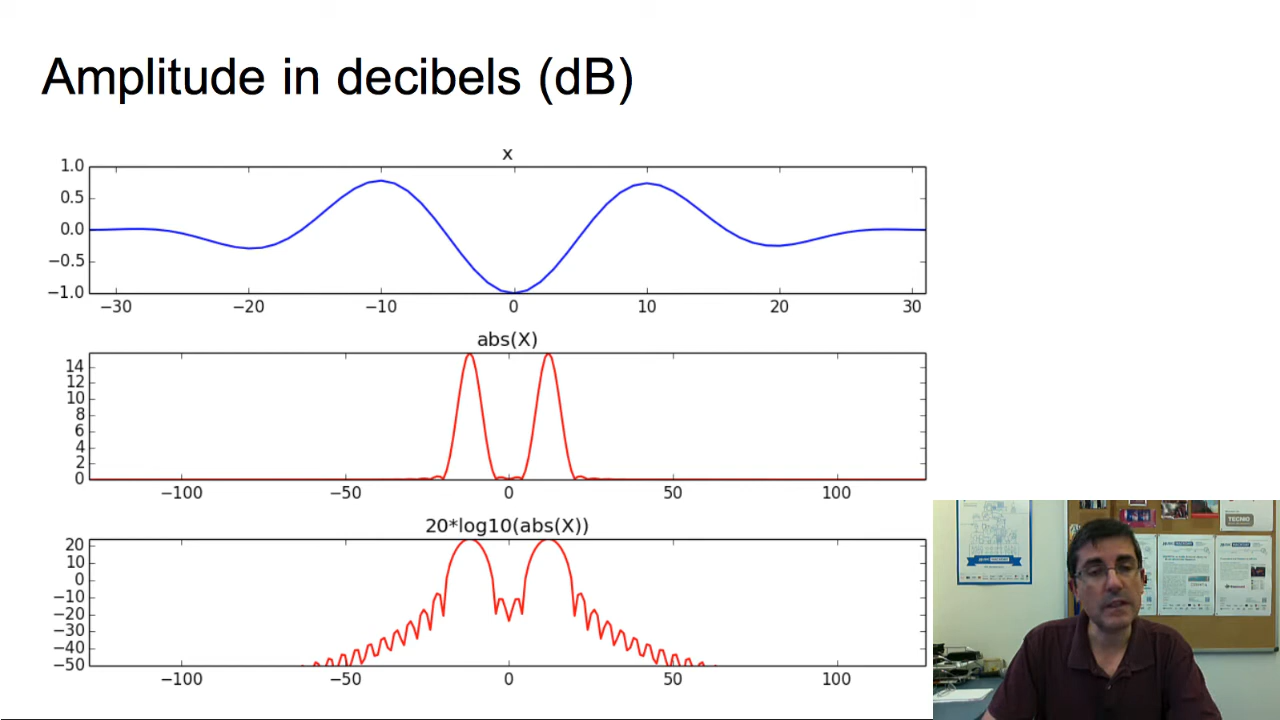 Amplitude in decibels (dB)
x
1.0
0.5
0.0
−0.5
−1.0
−30 −20 −10 0 10 20 30
abs(X)
14
12
10
8
6
4
2
0
−100 −50 0 50 100
20*log10(abs(X))
20
10
0
−10
−20
−30
−40
−50
−100 −50 0 50 100
TECNIO